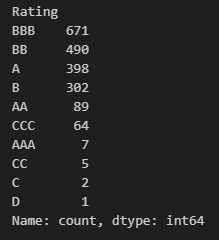 Rating
BBB 671
BB 490
A 398
B 302
AA 89
CCC 64
AAA 7
CC 5
C 2
D 1
Name: count, dtype: int64